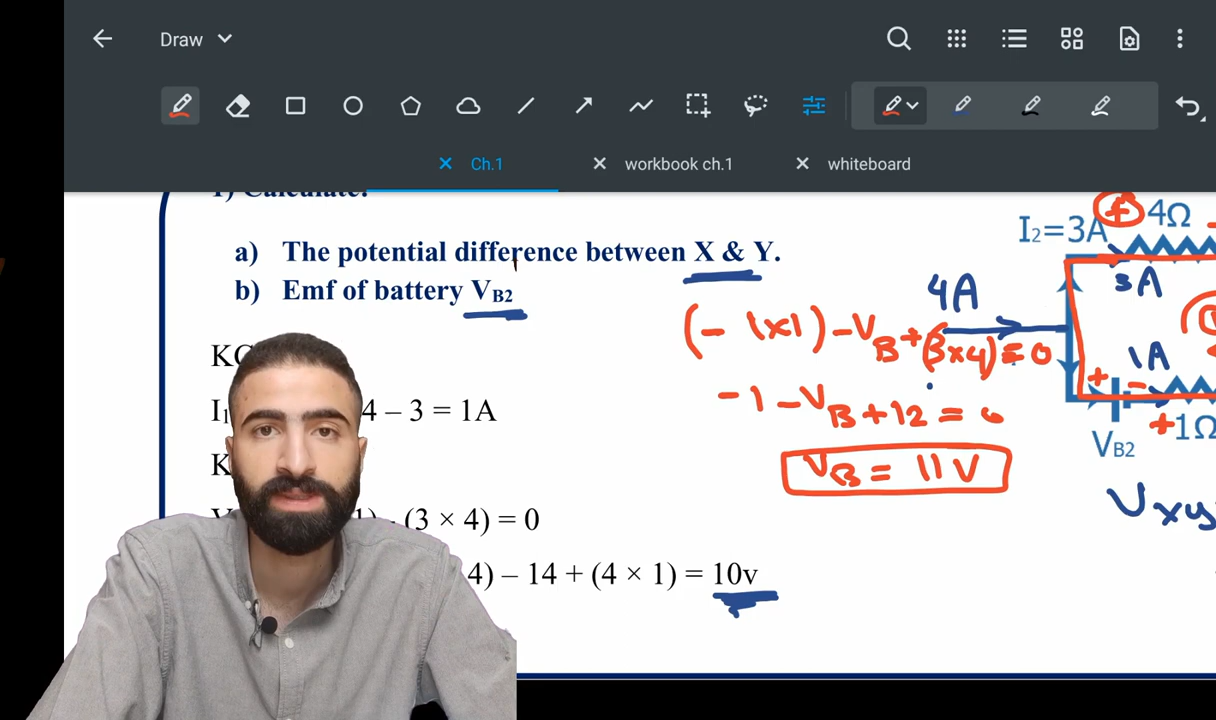 Draw
Ch.1
workbook ch.1
whiteboard
a) The potential difference between X & Y.
b) Emf of battery VB2
I₁
4 – 3 = 1A
(3 × 4) = 0
4) – 14 + (4 × 1) = 10v
(- 1x1) - VB + (3x4) = 0
-1 - VB + 12 = 0
VB = 11 V
4A
I₂=3A
+
4Ω
3A
1A
+ -
+
1Ω
VB2
Vxy